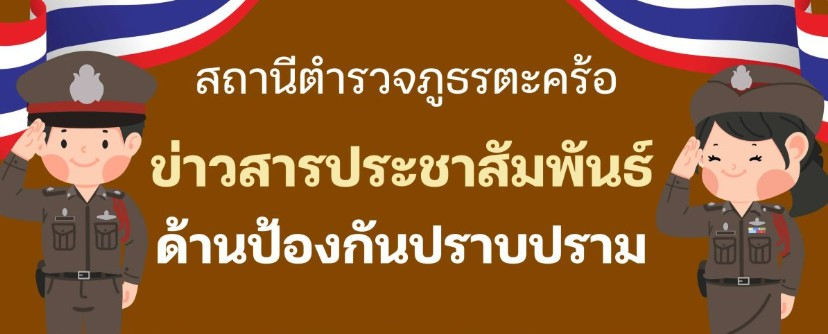 สถานีตำรวจภูธรตะคร้อ
ข่าวสารประชาสัมพันธ์
ด้านป้องกันปราบปราม